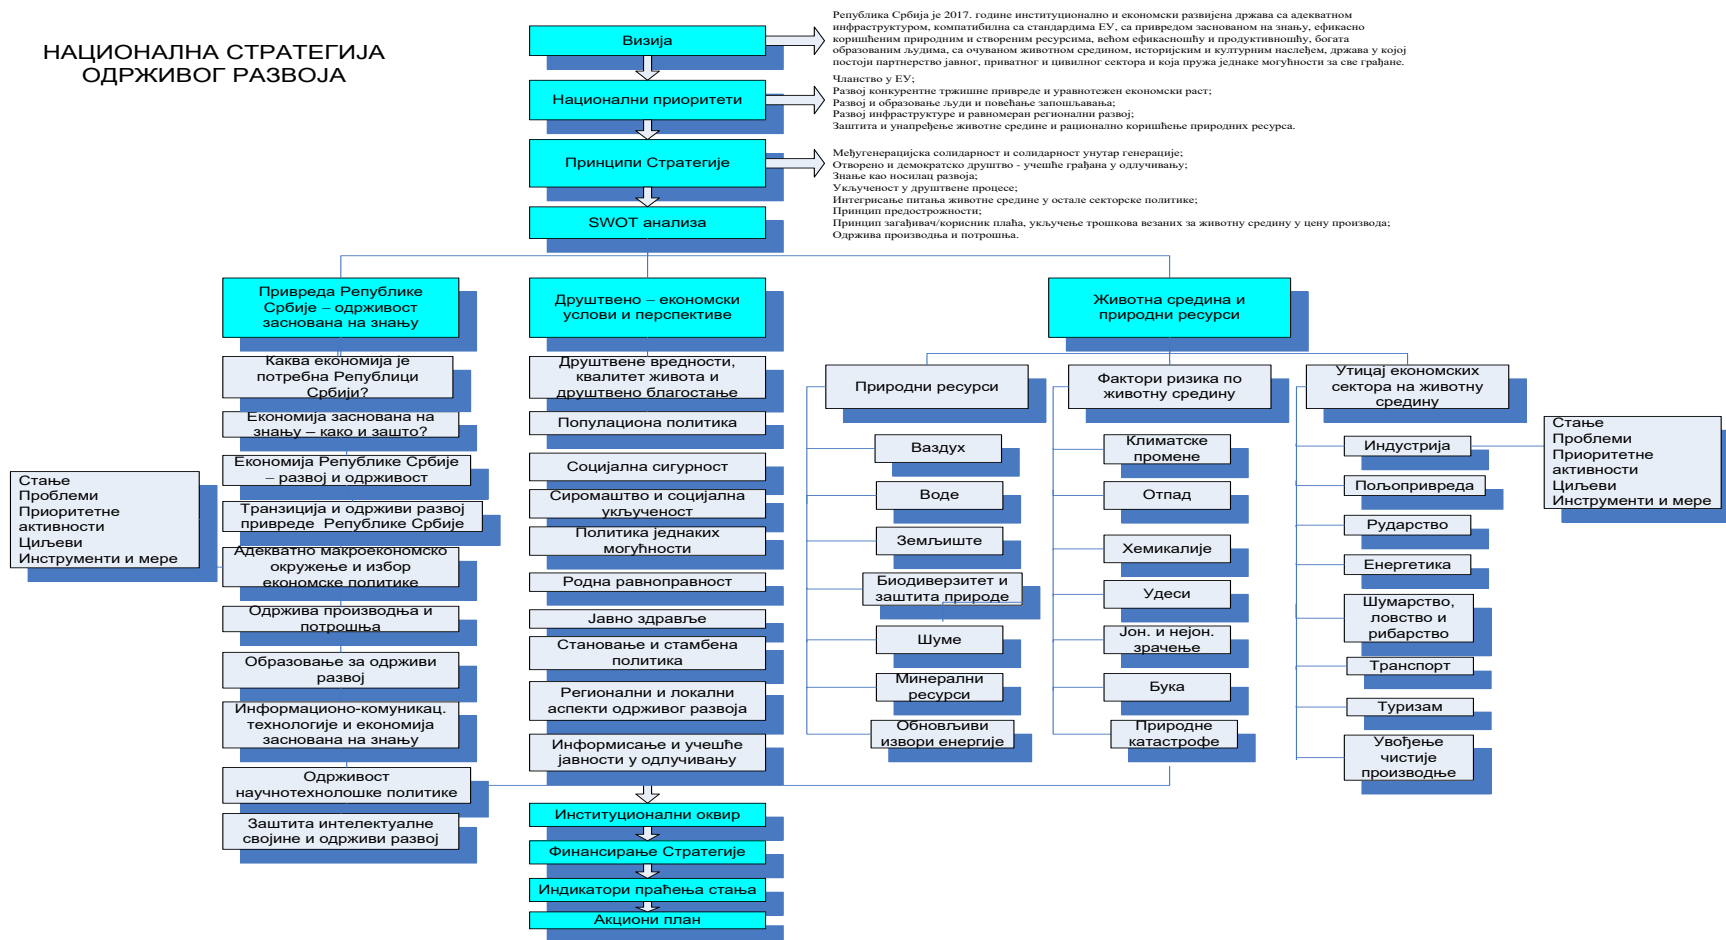 НАЦИОНАЛНА СТРАТЕГИЈА
ОДРЖИВОГ РАЗВОЈА
Визија
Република Србија је 2017. године институционално и економски развијена држава са адекватном
инфраструктуром, компатибилна са стандардима ЕУ, са привредом заснованом на знању, ефикасно
коришћеним природним и створеним ресурсима, већом ефикасношћу и продуктивношћу, богата
образованим људима, са очуваном животном средином, историјским и културним наслеђем, држава у којој
постоји партнерство јавног, приватног и цивилног сектора и која пружа једнаке могућности за све грађане.
Национални приоритети
Чланство у ЕУ;
Развој конкурентне тржишне привреде и уравнотежен економски раст;
Развој и образовање људи и повећање запошљавања;
Развој инфраструктуре и равномеран регионални развој;
Заштита и унапређење животне средине и рационално коришћење природних ресурса.
Принципи Стратегије
Међугенерацијска солидарност и солидарност унутар генерације;
Отворено и демократско друштво - учешће грађана у одлучивању;
Знање као носилац развоја;
Укљученост у друштвене процесе;
Интегрисање питања животне средине у остале секторске политике;
Принцип предострожности;
Принцип загађивач/корисник плаћа, укључење трошкова везаних за животну средину у цену производа;
Одржива производња и потрошња.
SWOT анализа
Привреда Републике
Србије – одрживост
заснована на знању
Каква економија је
потребна Републици
Србији?
Економија заснована на
знању – како и зашто?
Економија Републике Србије
– развој и одрживост
Транзиција и одрживи развој
привреде Републике Србије
Адекватно макроекономско
окружење и избор
економске политике
Одржива производња и
потрошња
Образовање за одрживи
развој
Информационо-комуникац.
технологије и економија
заснована на знању
Одрживост
научнотехнолошке политике
Заштита интелектуалне
својине и одрживи развој
Стање
Проблеми
Приоритетне
активности
Циљеви
Инструменти и мере
Друштвено – економски
услови и перспективе
Друштвене вредности,
квалитет живота и
друштвено благостање
Популациона политика
Социјална сигурност
Сиромаштво и социјална
укљученост
Политика једнаких
могућности
Родна равноправност
Јавно здравље
Становање и стамбена
политика
Регионални и локални
аспекти одрживог развоја
Информисање и учешће
јавности у одлучивању
Животна средина и
природни ресурси
Природни ресурси
Ваздух
Воде
Земљиште
Биодиверзитет и
заштита природе
Шуме
Минерални
ресурси
Обновљиви
извори енергије
Фактори ризика по
животну средину
Климатске
промене
Отпад
Хемикалије
Удеси
Јон. и нејон.
зрачење
Бука
Природне
катастрофе
Утицај економских
сектора на животну
средину
Индустрија
Пољопривреда
Рударство
Енергетика
Шумарство,
ловство и
рибарство
Транспорт
Туризам
Увођење
чистије
производње
Стање
Проблеми
Приоритетне
активности
Циљеви
Инструменти и мере
Институционални оквир
Финансирање Стратегије
Индикатори праћења стања
Акциони план